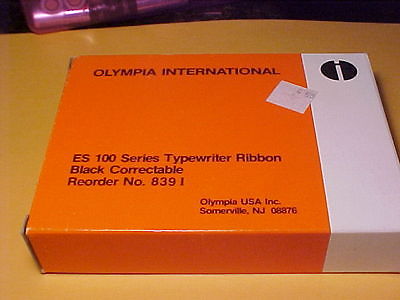 OLYMPIA INTERNATIONAL
ES 100 Series Typewriter Ribbon
Black Correctable
Reorder No. 839 I
Olympia USA Inc.
Somerville, NJ 08876